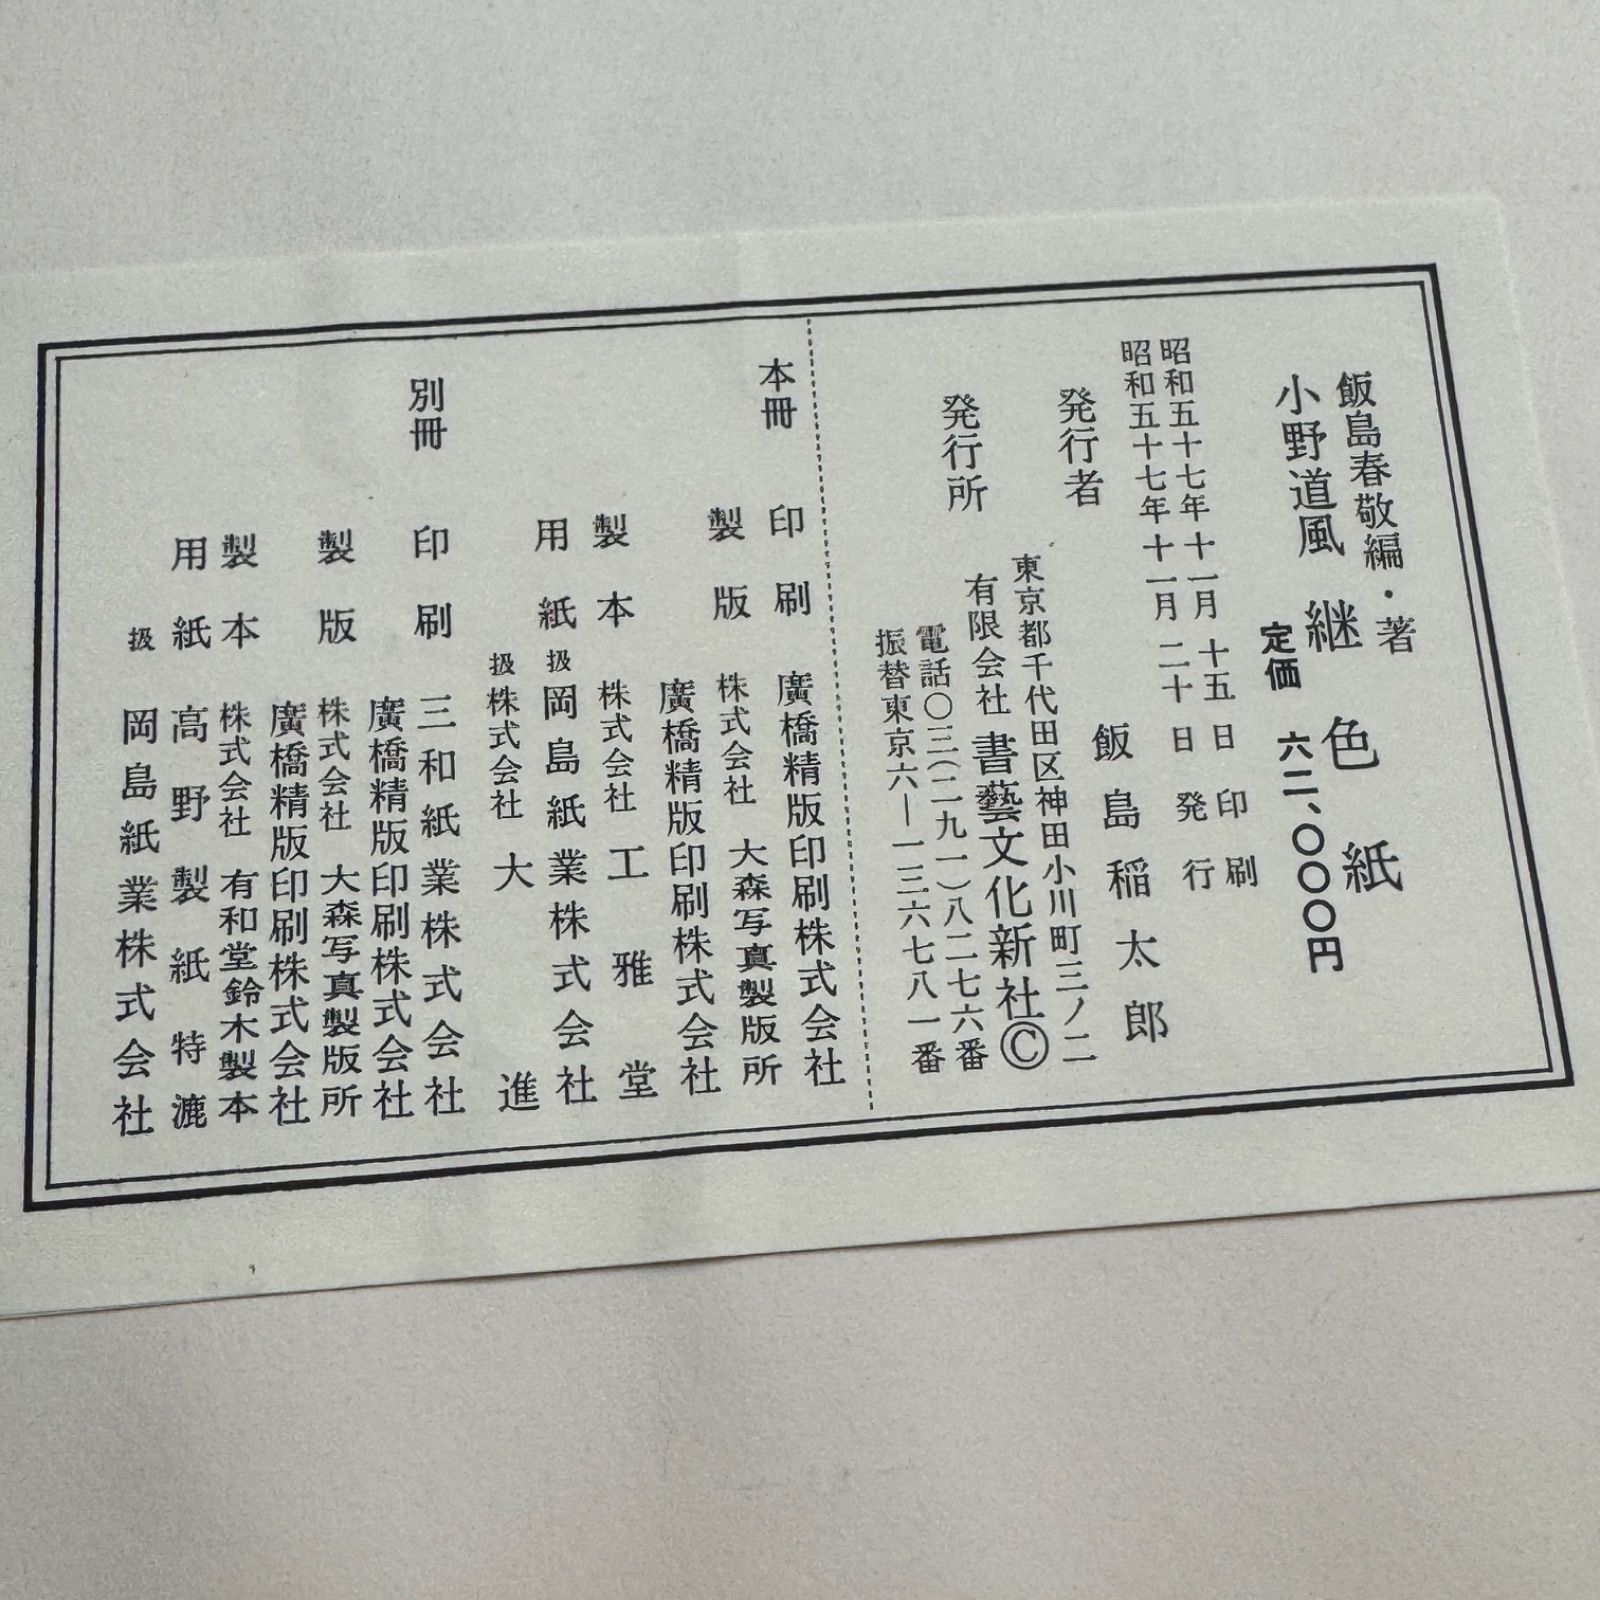 飯島春敬編・著
小野道風 継色紙
定価 六二、〇〇〇円
昭和五十七年十一月 十五 日 印 刷
昭和五十七年十一月 二十 日 発 行
発行者 飯島稲太郎
東京都千代田区神田小川町三ノ二
発行所 有限会社 書藝文化新社©
電話〇三(二九一)八二七六番
振替東京六―一三六七八一番
本冊 印刷 廣橋精版印刷株式会社
製版 株式会社 大森写真製版所
廣橋精版印刷株式会社
製本 株式会社 工雅堂
用紙 扱 岡島紙業株式会社
扱 株式会社 大進
別冊 印刷 三和紙業株式会社
廣橋精版印刷株式会社
製版 株式会社 大森写真製版所
廣橋精版印刷株式会社
製本 株式会社 有和堂鈴木製本
用紙 高野製紙特漉
扱 岡島紙業株式会社